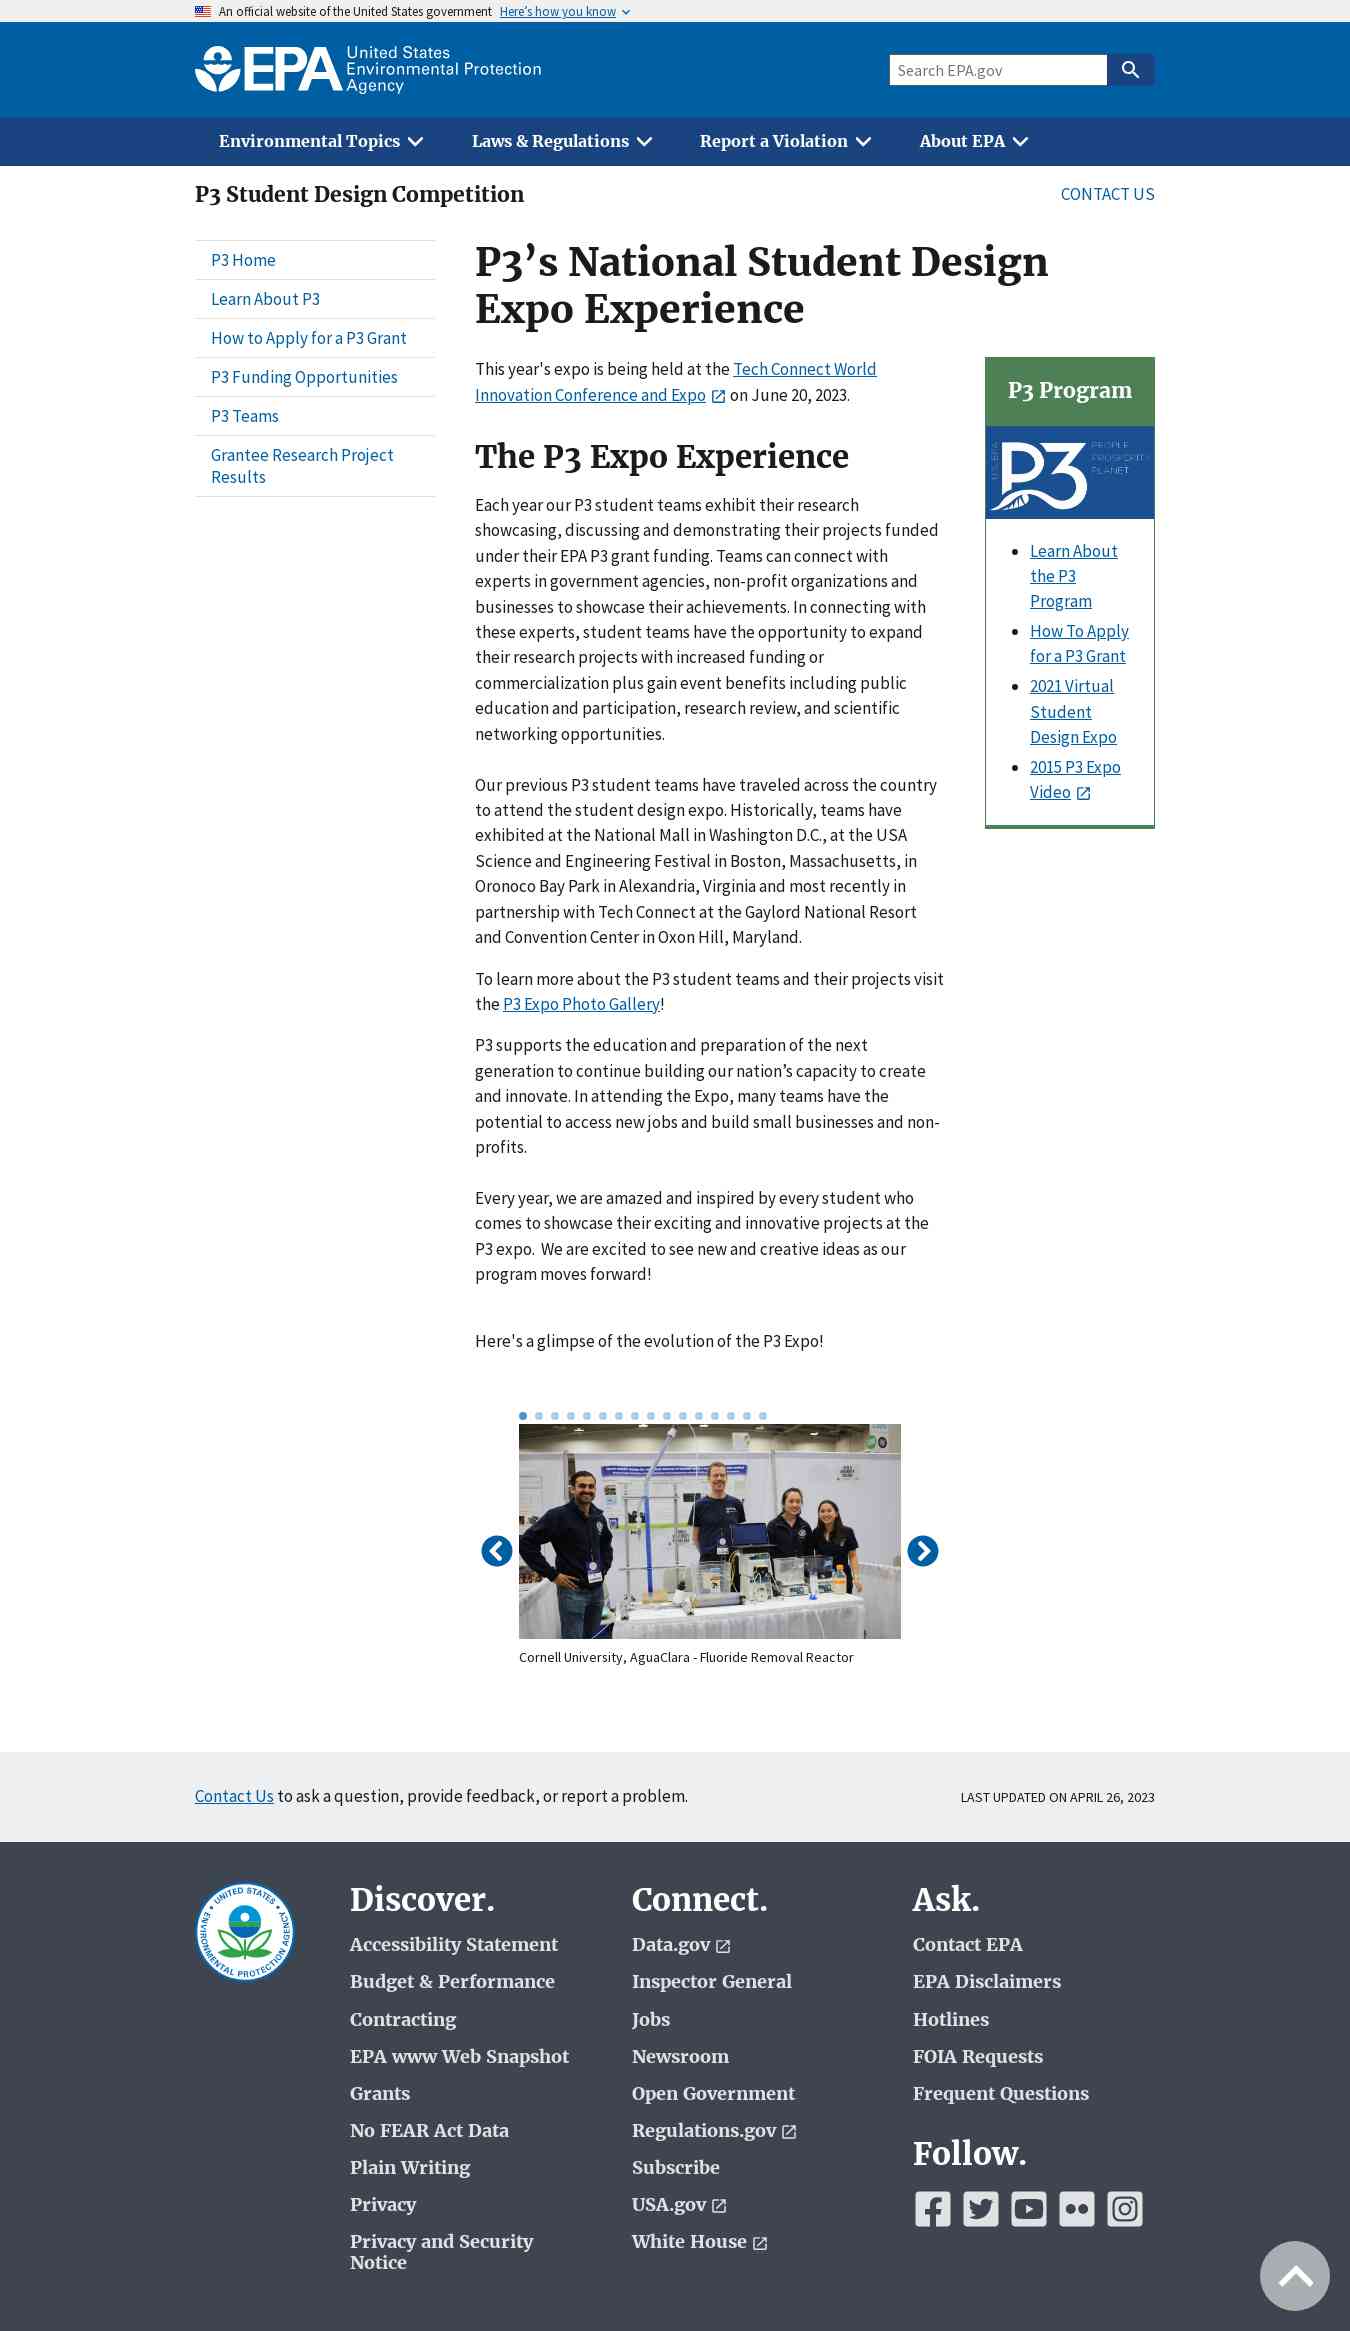 An official website of the United States government Here's how you know
EPA United States
Environmental Protection
Agency
Search EPA.gov
Environmental Topics
Laws & Regulations
Report a Violation
About EPA
P3 Student Design Competition
CONTACT US
P3 Home
Learn About P3
How to Apply for a P3 Grant
P3 Funding Opportunities
P3 Teams
Grantee Research Project
Results
P3’s National Student Design
Expo Experience
This year's expo is being held at the Tech Connect World
Innovation Conference and Expo on June 20, 2023.
The P3 Expo Experience
Each year our P3 student teams exhibit their research
showcasing, discussing and demonstrating their projects funded
under their EPA P3 grant funding. Teams can connect with
experts in government agencies, non-profit organizations and
businesses to showcase their achievements. In connecting with
these experts, student teams have the opportunity to expand
their research projects with increased funding or
commercialization plus gain event benefits including public
education and participation, research review, and scientific
networking opportunities.
Our previous P3 student teams have traveled across the country
to attend the student design expo. Historically, teams have
exhibited at the National Mall in Washington D.C., at the USA
Science and Engineering Festival in Boston, Massachusetts, in
Oronoco Bay Park in Alexandria, Virginia and most recently in
partnership with Tech Connect at the Gaylord National Resort
and Convention Center in Oxon Hill, Maryland.
To learn more about the P3 student teams and their projects visit
the P3 Expo Photo Gallery!
P3 supports the education and preparation of the next
generation to continue building our nation’s capacity to create
and innovate. In attending the Expo, many teams have the
potential to access new jobs and build small businesses and non-
profits.
Every year, we are amazed and inspired by every student who
comes to showcase their exciting and innovative projects at the
P3 expo.  We are excited to see new and creative ideas as our
program moves forward!
Here's a glimpse of the evolution of the P3 Expo!
Cornell University, AguaClara - Fluoride Removal Reactor
P3 Program
U.S. EPA
P3
PEOPLE
PROSPERITY
PLANET
Learn About
the P3
Program
How To Apply
for a P3 Grant
2021 Virtual
Student
Design Expo
2015 P3 Expo
Video
Contact Us to ask a question, provide feedback, or report a problem.
LAST UPDATED ON APRIL 26, 2023
UNITED STATES
ENVIRONMENTAL PROTECTION AGENCY
Discover.
Accessibility Statement
Budget & Performance
Contracting
EPA www Web Snapshot
Grants
No FEAR Act Data
Plain Writing
Privacy
Privacy and Security
Notice
Connect.
Data.gov
Inspector General
Jobs
Newsroom
Open Government
Regulations.gov
Subscribe
USA.gov
White House
Ask.
Contact EPA
EPA Disclaimers
Hotlines
FOIA Requests
Frequent Questions
Follow.